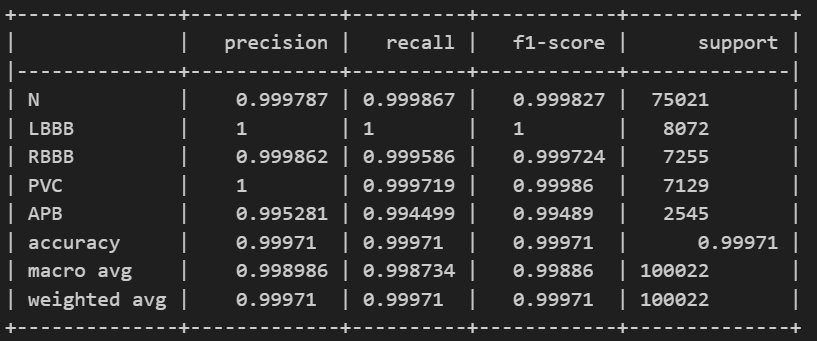 +--------------+-------------+----------+------------+--------------+
|              |   precision |   recall |   f1-score |      support |
|--------------+-------------+----------+------------+--------------|
| N            |    0.999787 | 0.999867 |   0.999827 |  75021       |
| LBBB         |    1        | 1        |   1        |   8072       |
| RBBB         |    0.999862 | 0.999586 |   0.999724 |   7255       |
| PVC          |    1        | 0.999719 |   0.99986  |   7129       |
| APB          |    0.995281 | 0.994499 |   0.99489  |   2545       |
| accuracy     |    0.99971  | 0.99971  |   0.99971  |      0.99971 |
| macro avg    |    0.998986 | 0.998734 |   0.99886  | 100022       |
| weighted avg |    0.99971  | 0.99971  |   0.99971  | 100022       |
+--------------+-------------+----------+------------+--------------+